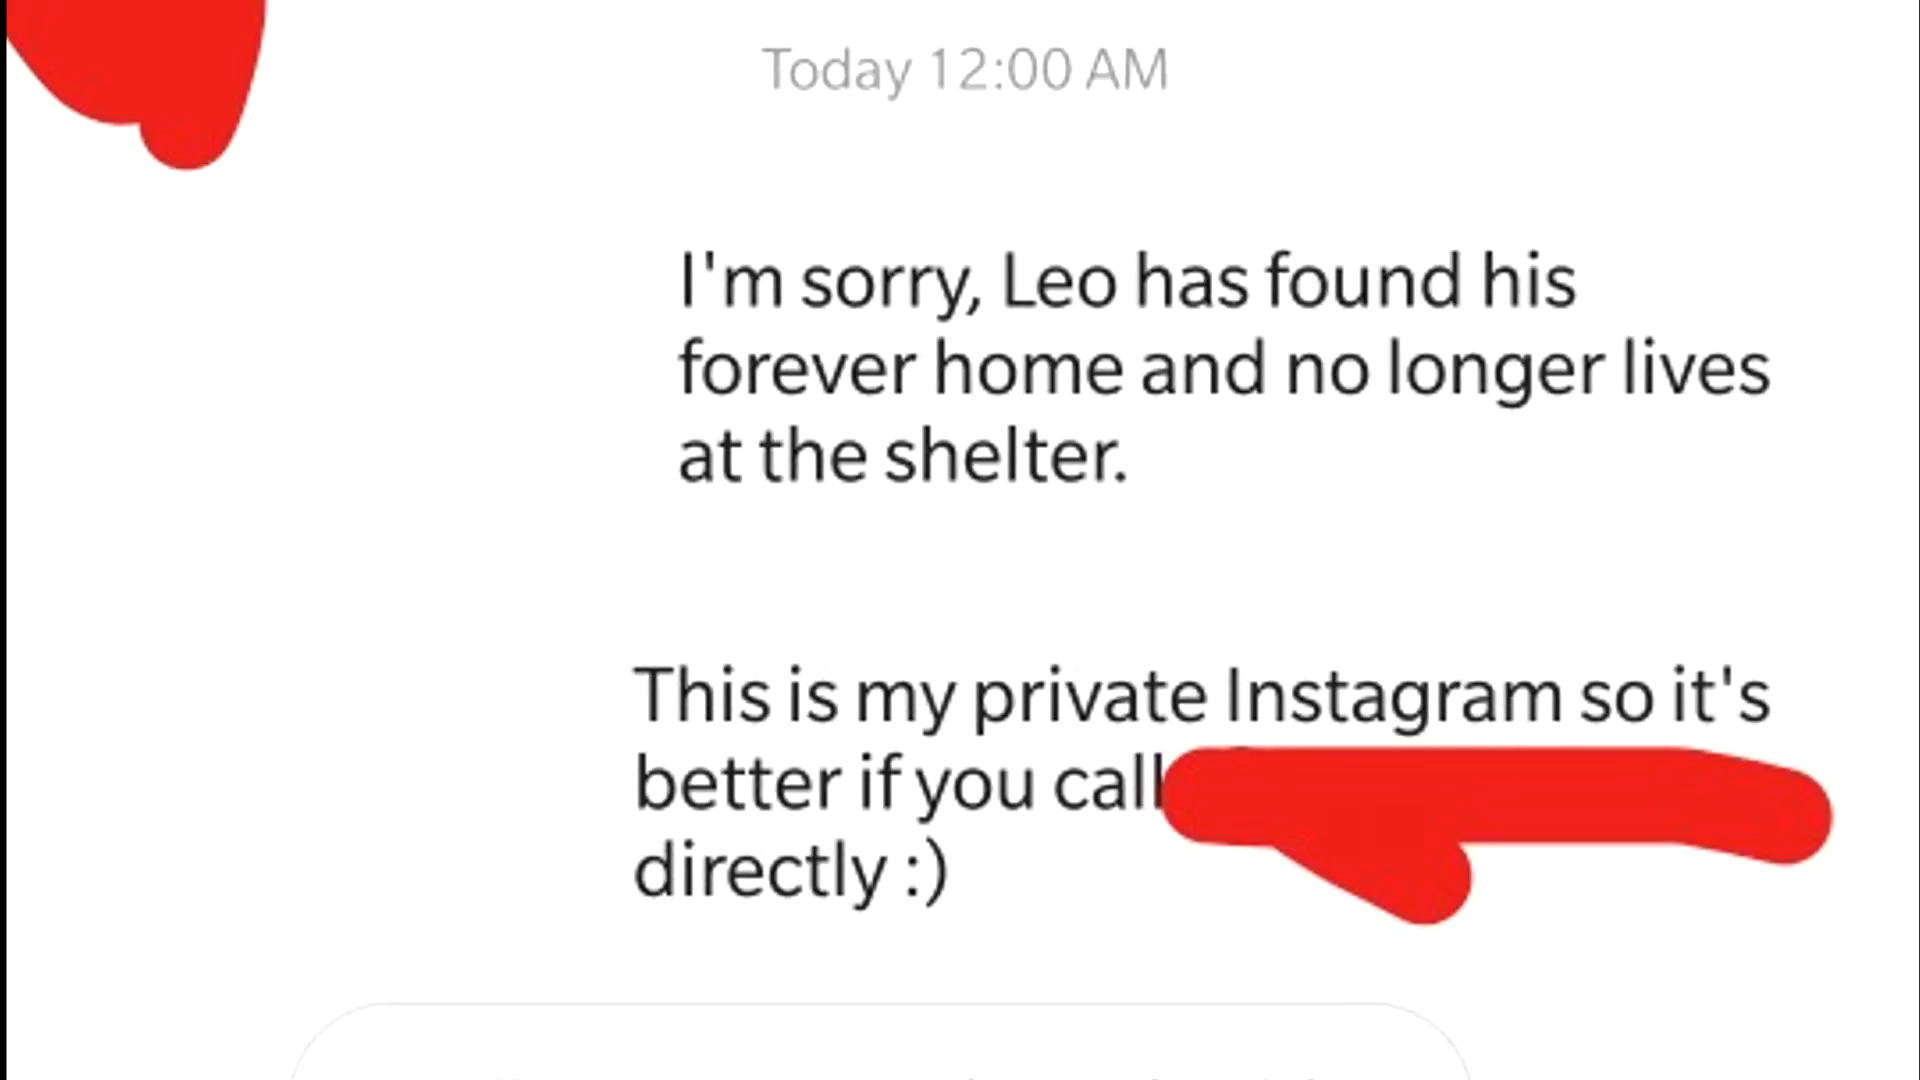 Today 12:00 AM
I'm sorry, Leo has found his
forever home and no longer lives
at the shelter.
This is my private Instagram so it's
better if you call
directly :)